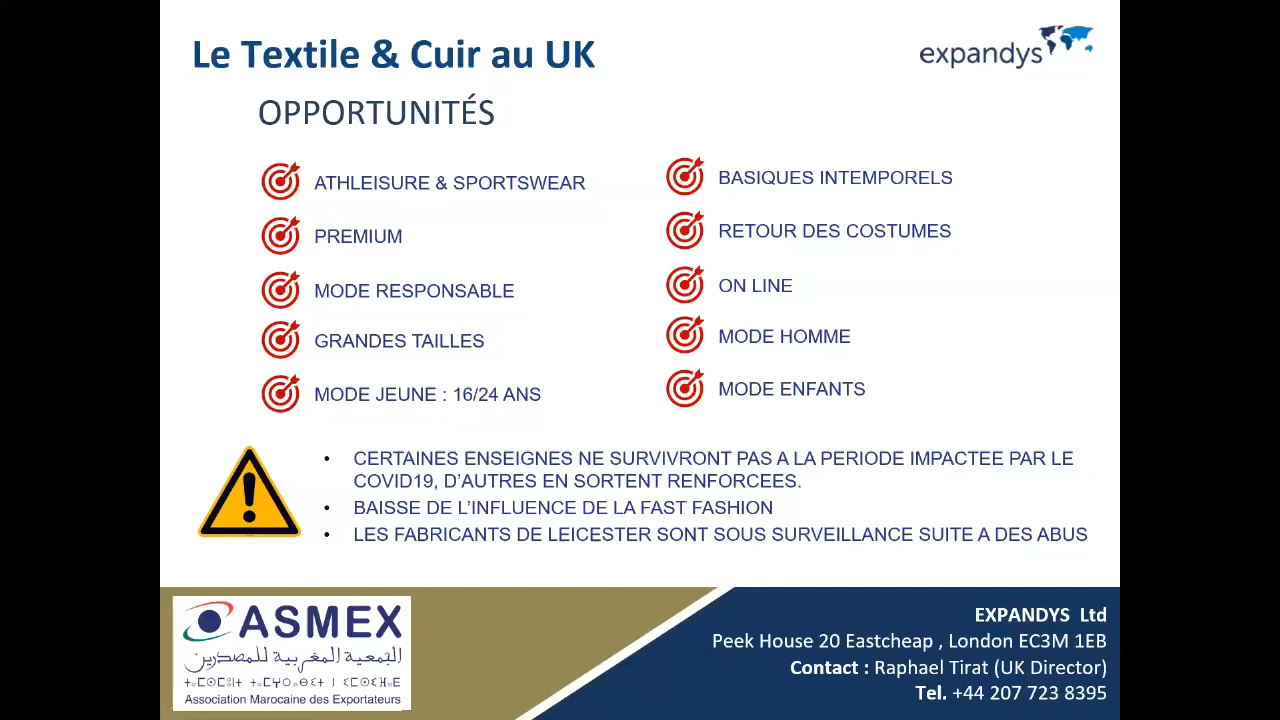 Le Textile & Cuir au UK
expandys
OPPORTUNITÉS
ATHLEISURE & SPORTSWEAR
PREMIUM
MODE RESPONSABLE
GRANDES TAILLES
MODE JEUNE : 16/24 ANS
BASIQUES INTEMPORELS
RETOUR DES COSTUMES
ON LINE
MODE HOMME
MODE ENFANTS
• CERTAINES ENSEIGNES NE SURVIVRONT PAS A LA PERIODE IMPACTEE PAR LE
COVID19, D’AUTRES EN SORTENT RENFORCEES.
• BAISSE DE L’INFLUENCE DE LA FAST FASHION
• LES FABRICANTS DE LEICESTER SONT SOUS SURVEILLANCE SUITE A DES ABUS
ASMEX
الجمعية المغربية للمصدرين
Association Marocaine des Exportateurs
EXPANDYS Ltd
Peek House 20 Eastcheap , London EC3M 1EB
Contact : Raphael Tirat (UK Director)
Tel. +44 207 723 8395